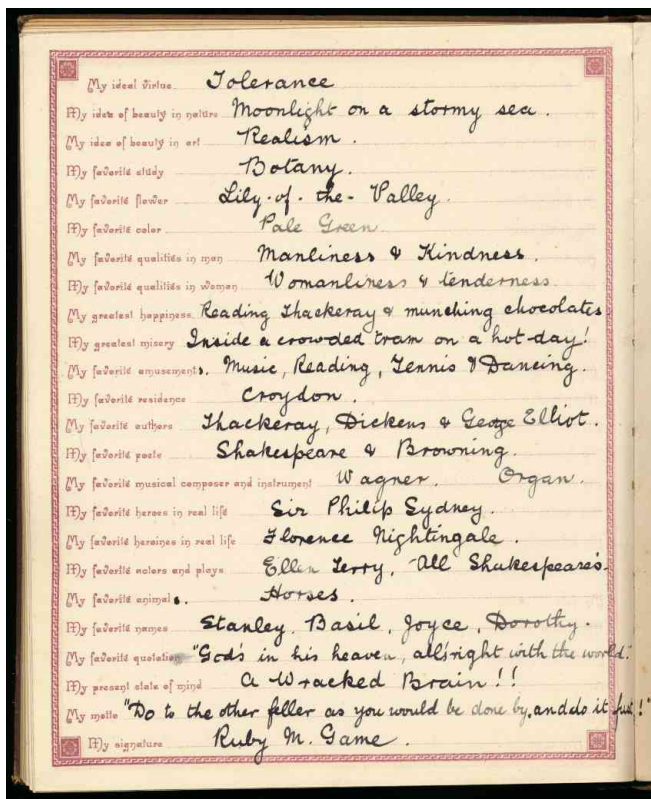 My ideal virtue Tolerance
My idea of beauty in nature Moonlight on a stormy sea.
My idea of beauty in art Realism.
My favorite study Botany.
My favorite flower Lily-of-the-Valley.
My favorite color Pale Green
My favorite qualities in man Manliness & Kindness.
My favorite qualities in woman Womanliness & tenderness
My greatest happiness Reading Thackeray & munching chocolates
My greatest misery Inside a crowded tram on a hot day!
My favorite amusements. Music, Reading, Tennis & Dancing.
My favorite residence Croydon.
My favorite authors Thackeray, Dickens & George Elliot.
My favorite poets Shakespeare & Browning.
My favorite musical composer and instrument Wagner. Organ.
My favorite heroes in real life Sir Philip Sydney.
My favorite heroines in real life Florence Nightingale.
My favorite actors and plays Ellen Terry, -All Shakespeare's-
My favorite animals. Horses.
My favorite names Stanley, Basil, Joyce, Dorothy.
My favorite quotation "God's in his heaven, all's right with the world."
My present state of mind A Wracked Brain!!
My motto "Do to the other feller as you would be done by, and do it fust!"
My signature Ruby M. Game.